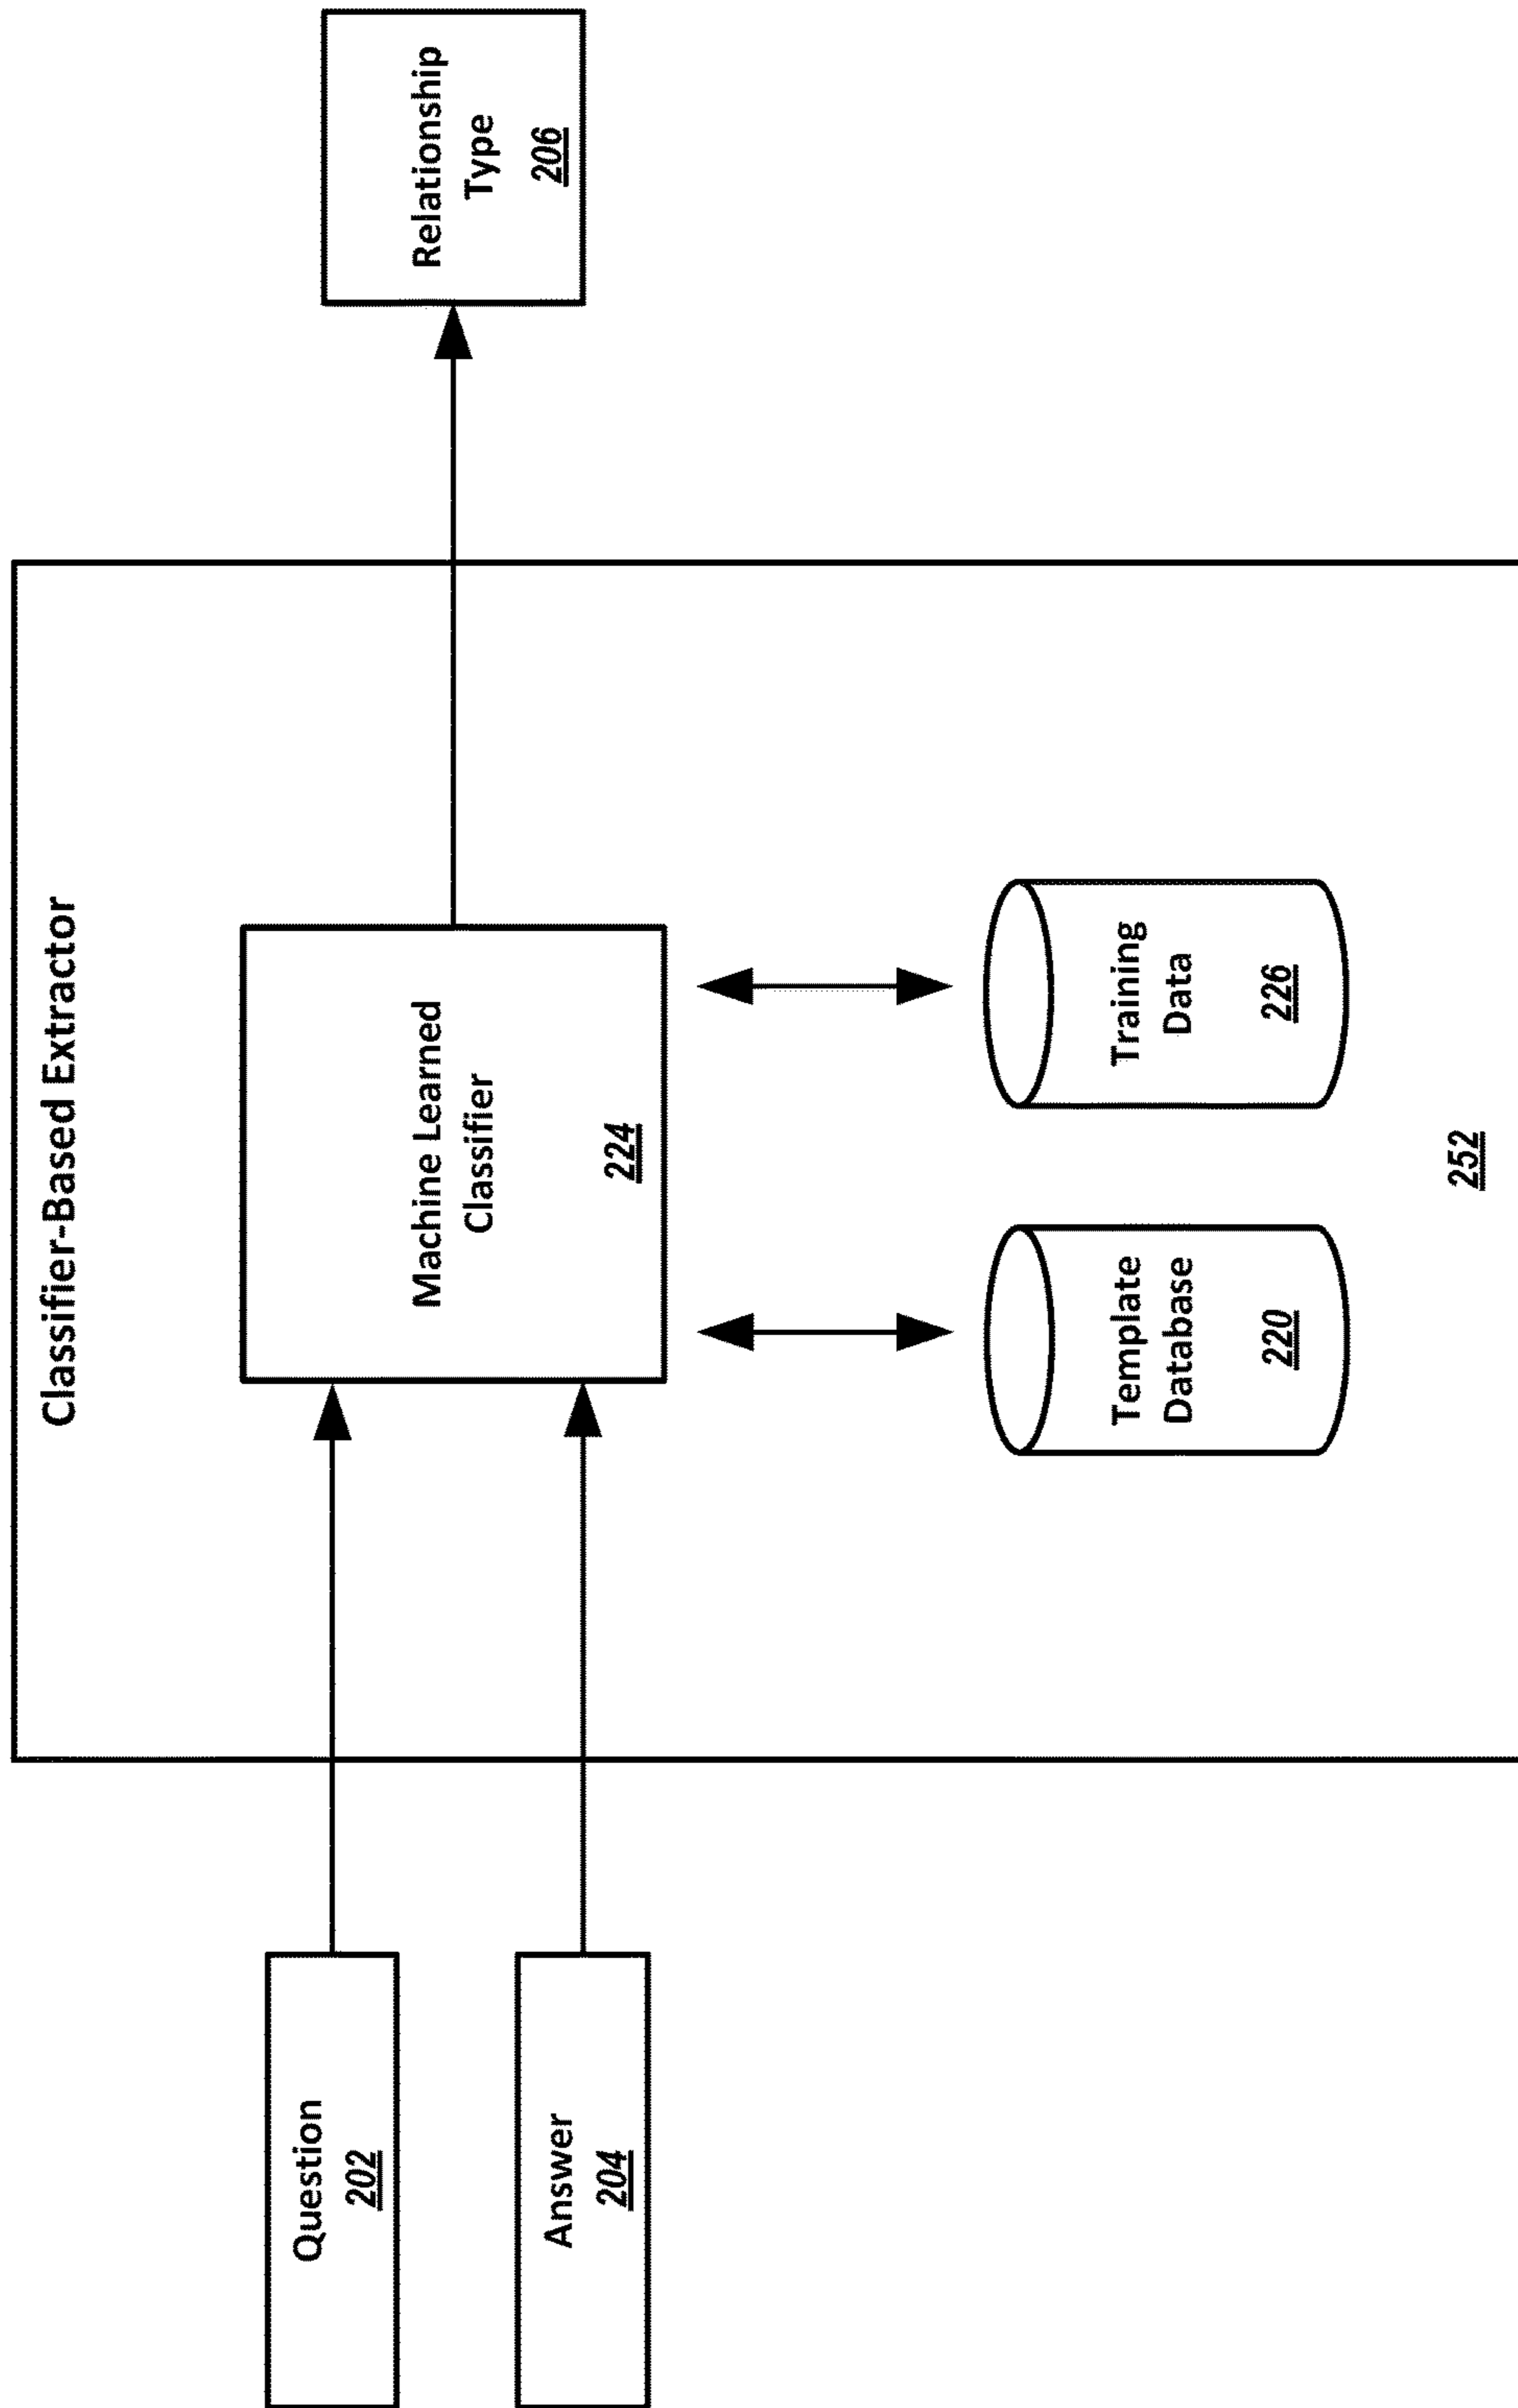 Classifier-Based Extractor
Question
202
Answer
204
Machine Learned
Classifier
224
Template
Database
220
Training
Data
226
252
Relationship
Type
206